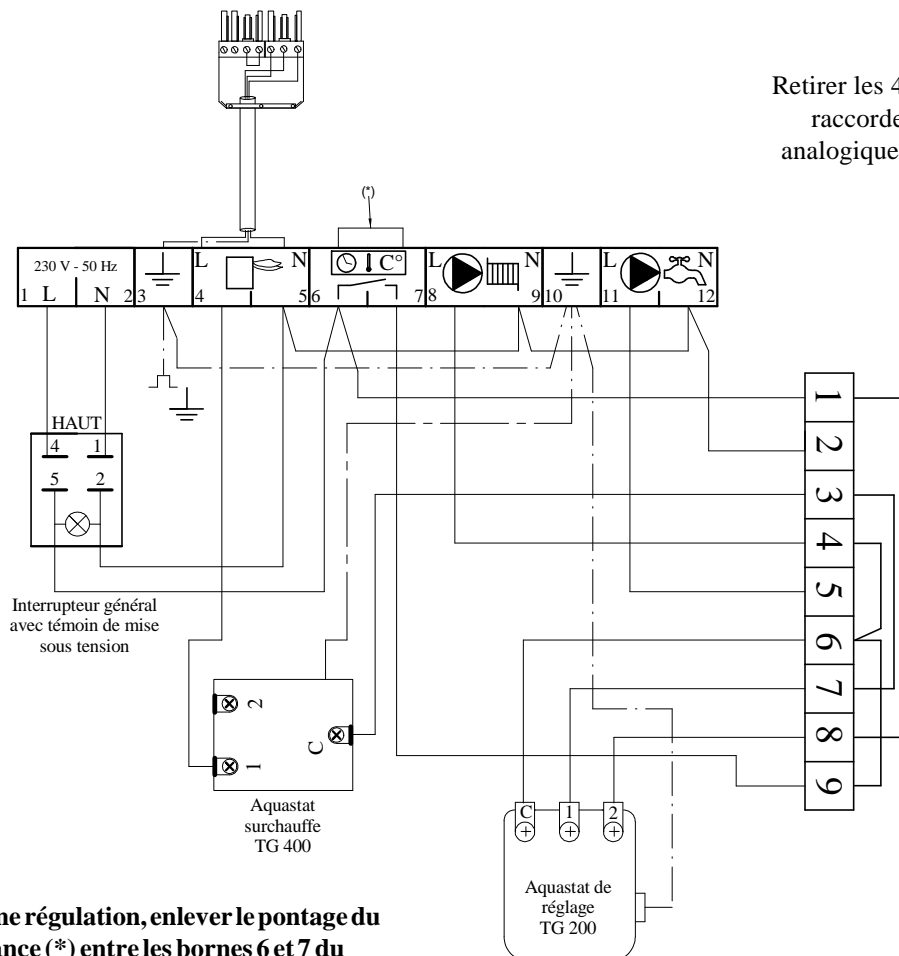 Retirer les 4
raccorde
analogique
(*)
230 V - 50 Hz
1 L N 2 3 L 4 N 5 6 C° 7 L 8 N 9 10 L 11 N 12
HAUT
4 1
5 2
Interrupteur général
avec témoin de mise
sous tension
1
2
3
4
5
6
7
8
9
2
1
C
Aquastat
surchauffe
TG 400
C 1 2
Aquastat de
réglage
TG 200
ne régulation, enlever le pontage du
ance (*) entre les bornes 6 et 7 du